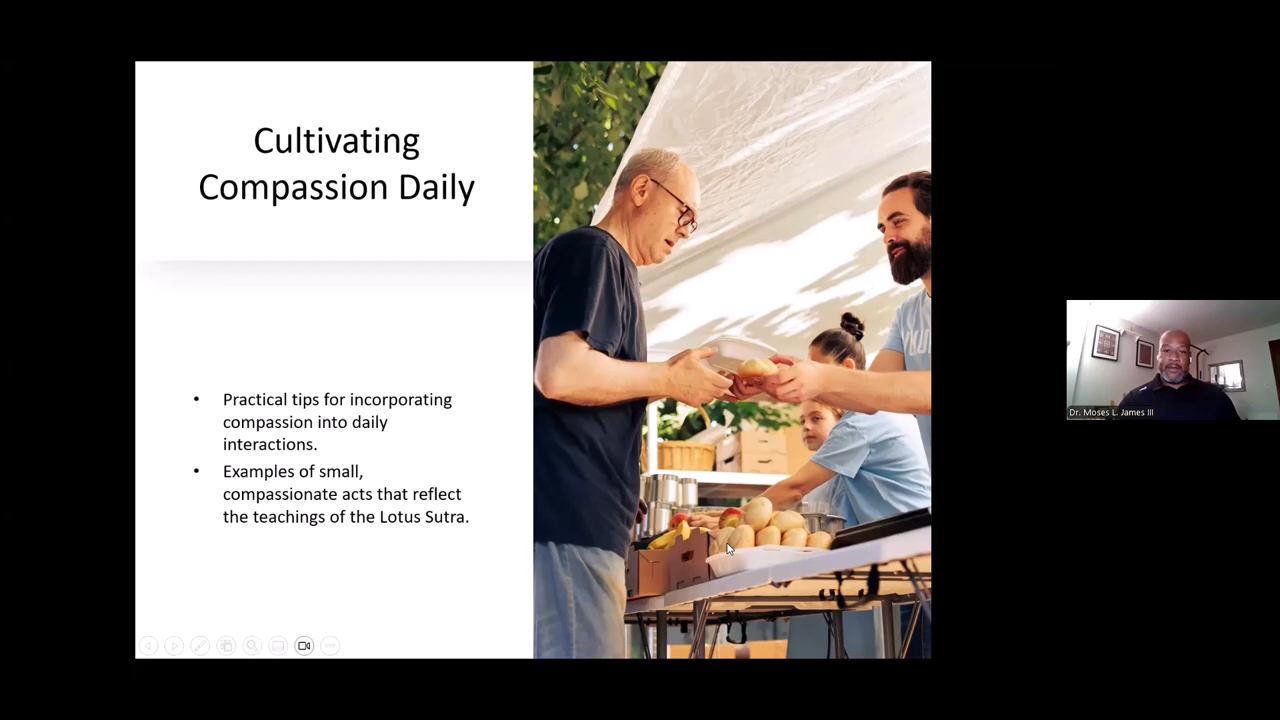 Cultivating
Compassion Daily
• Practical tips for incorporating
compassion into daily
interactions.
• Examples of small,
compassionate acts that reflect
the teachings of the Lotus Sutra.
Dr. Moses L. James III